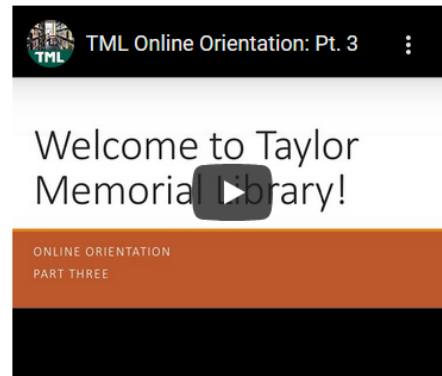 TML
TML Online Orientation: Pt. 3
Welcome to Taylor
Memorial Library!
ONLINE ORIENTATION
PART THREE